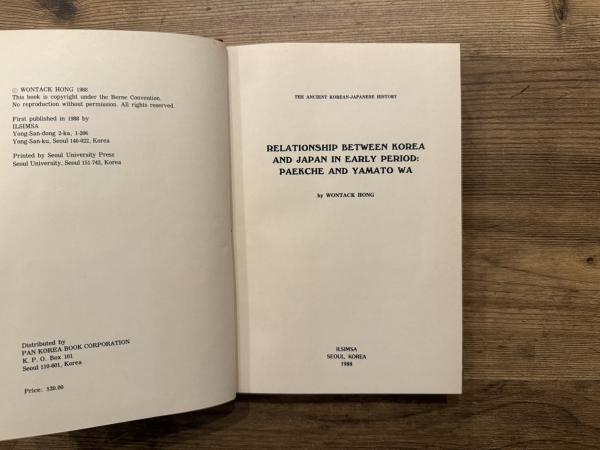 © WONTACK HONG 1988
This book is copyright under the Berne Convention.
No reproduction without permission. All rights reserved.
First published in 1988 by
ILSIMSA
Yong-San-dong 2-ka, 1-206
Yong-San-ku, Seoul 140-022, Korea
Printed by Seoul University Press
Seoul University, Seoul 151-742, Korea
Distributed by
PAN KOREA BOOK CORPORATION
K. P. O. Box 101
Seoul 110-601, Korea
Price: $20.00
THE ANCIENT KOREAN-JAPANESE HISTORY
RELATIONSHIP BETWEEN KOREA
AND JAPAN IN EARLY PERIOD:
PAEKCHE AND YAMATO WA
by WONTACK HONG
ILSIMSA
SEOUL, KOREA
1988